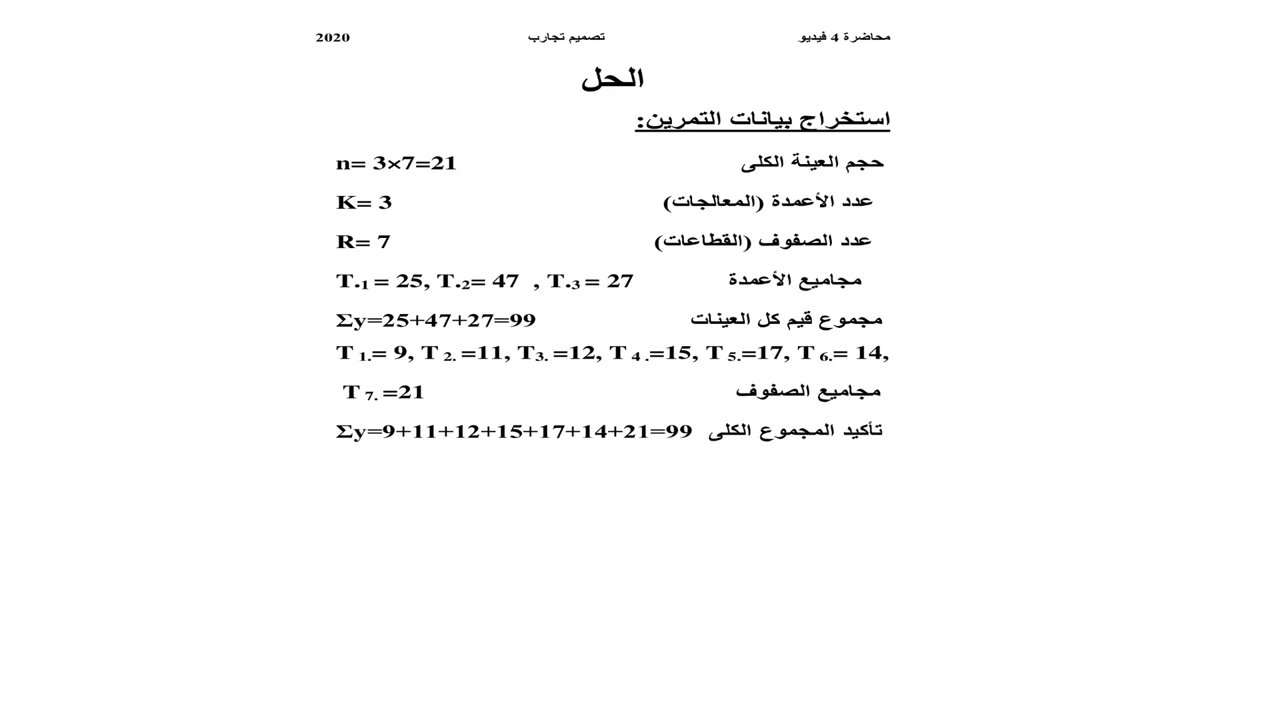 محاضرة 4 فيديو تصميم تجارب 2020
الحل
استخراج بيانات التمرين:
حجم العينة الكلى n= 3×7=21
عدد الأعمدة (المعالجات) K= 3
عدد الصفوف (القطاعات) R= 7
مجاميع الأعمدة T.1 = 25, T.2= 47 , T.3 = 27
مجموع قيم كل العينات Σy=25+47+27=99
T 1.= 9, T 2. =11, T3. =12, T 4 .=15, T 5.=17, T 6.= 14,
مجاميع الصفوف T 7. =21
تأكيد المجموع الكلى Σy=9+11+12+15+17+14+21=99